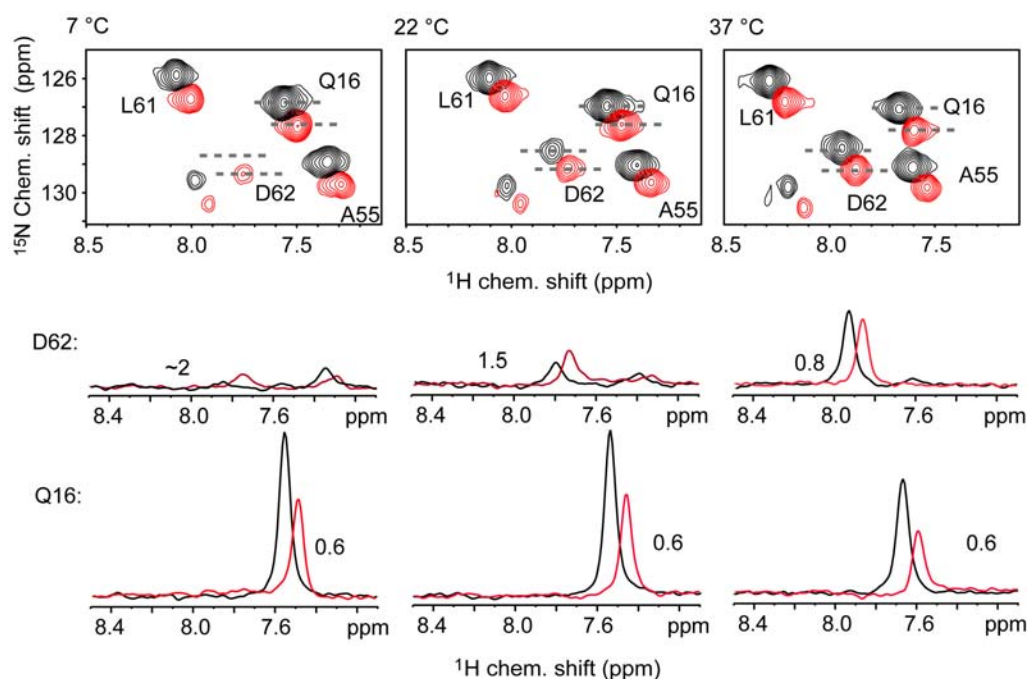 7 °C 22 °C 37 °C
15N Chem. shift (ppm)
126
128
130
L61 Q16 D62 A55
L61 Q16 D62 A55
L61 Q16 D62 A55
8.5 8.0 7.5 8.5 8.0 7.5 8.5 8.0 7.5
1H chem. shift (ppm)
D62:
~2 1.5 0.8
8.4 8.0 7.6 ppm 8.4 8.0 7.6 ppm 8.4 8.0 7.6 ppm
Q16:
0.6 0.6 0.6
8.4 8.0 7.6 ppm 8.4 8.0 7.6 ppm 8.4 8.0 7.6 ppm
1H chem. shift (ppm)